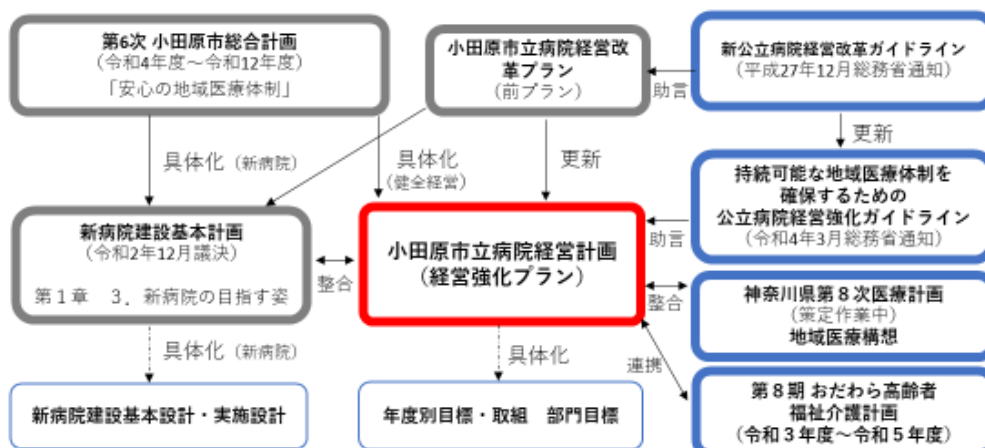 第6次 小田原市総合計画
(令和4年度～令和12年度)
「安心の地域医療体制」
小田原市立病院経営改
革プラン
(前プラン)
新公立病院経営改革ガイドライン
(平成27年12月総務省通知)
助言
更新
具体化 (新病院)
具体化
(健全経営)
更新
持続可能な地域医療体制を
確保するための
公立病院経営強化ガイドライン
(令和4年3月総務省通知)
新病院建設基本計画
(令和2年12月議決)
第1章 3．新病院の目指す姿
整合
小田原市立病院経営計画
(経営強化プラン)
助言
整合
神奈川県第８次医療計画
(策定作業中)
地域医療構想
具体化 (新病院)
具体化
連携
新病院建設基本設計・実施設計
年度別目標・取組 部門目標
第８期 おだわら高齢者
福祉介護計画
(令和３年度～令和５年度)